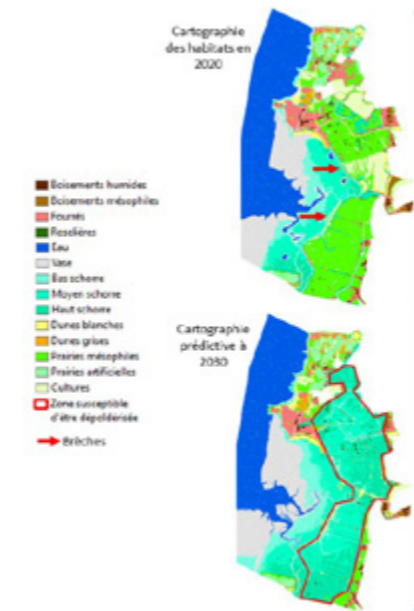 Cartographie
des habitats en
2020
Boisements humides
Boisements mésophiles
Fourrés
Roselières
Eau
Vase
Bas schorre
Moyen schorre
Haut schorre
Dunes blanches
Dunes grises
Prairies mésophiles
Prairies artificielles
Cultures
Zone susceptible
d'être dépoldérisée
Brèches
Cartographie
prédictive à
2030